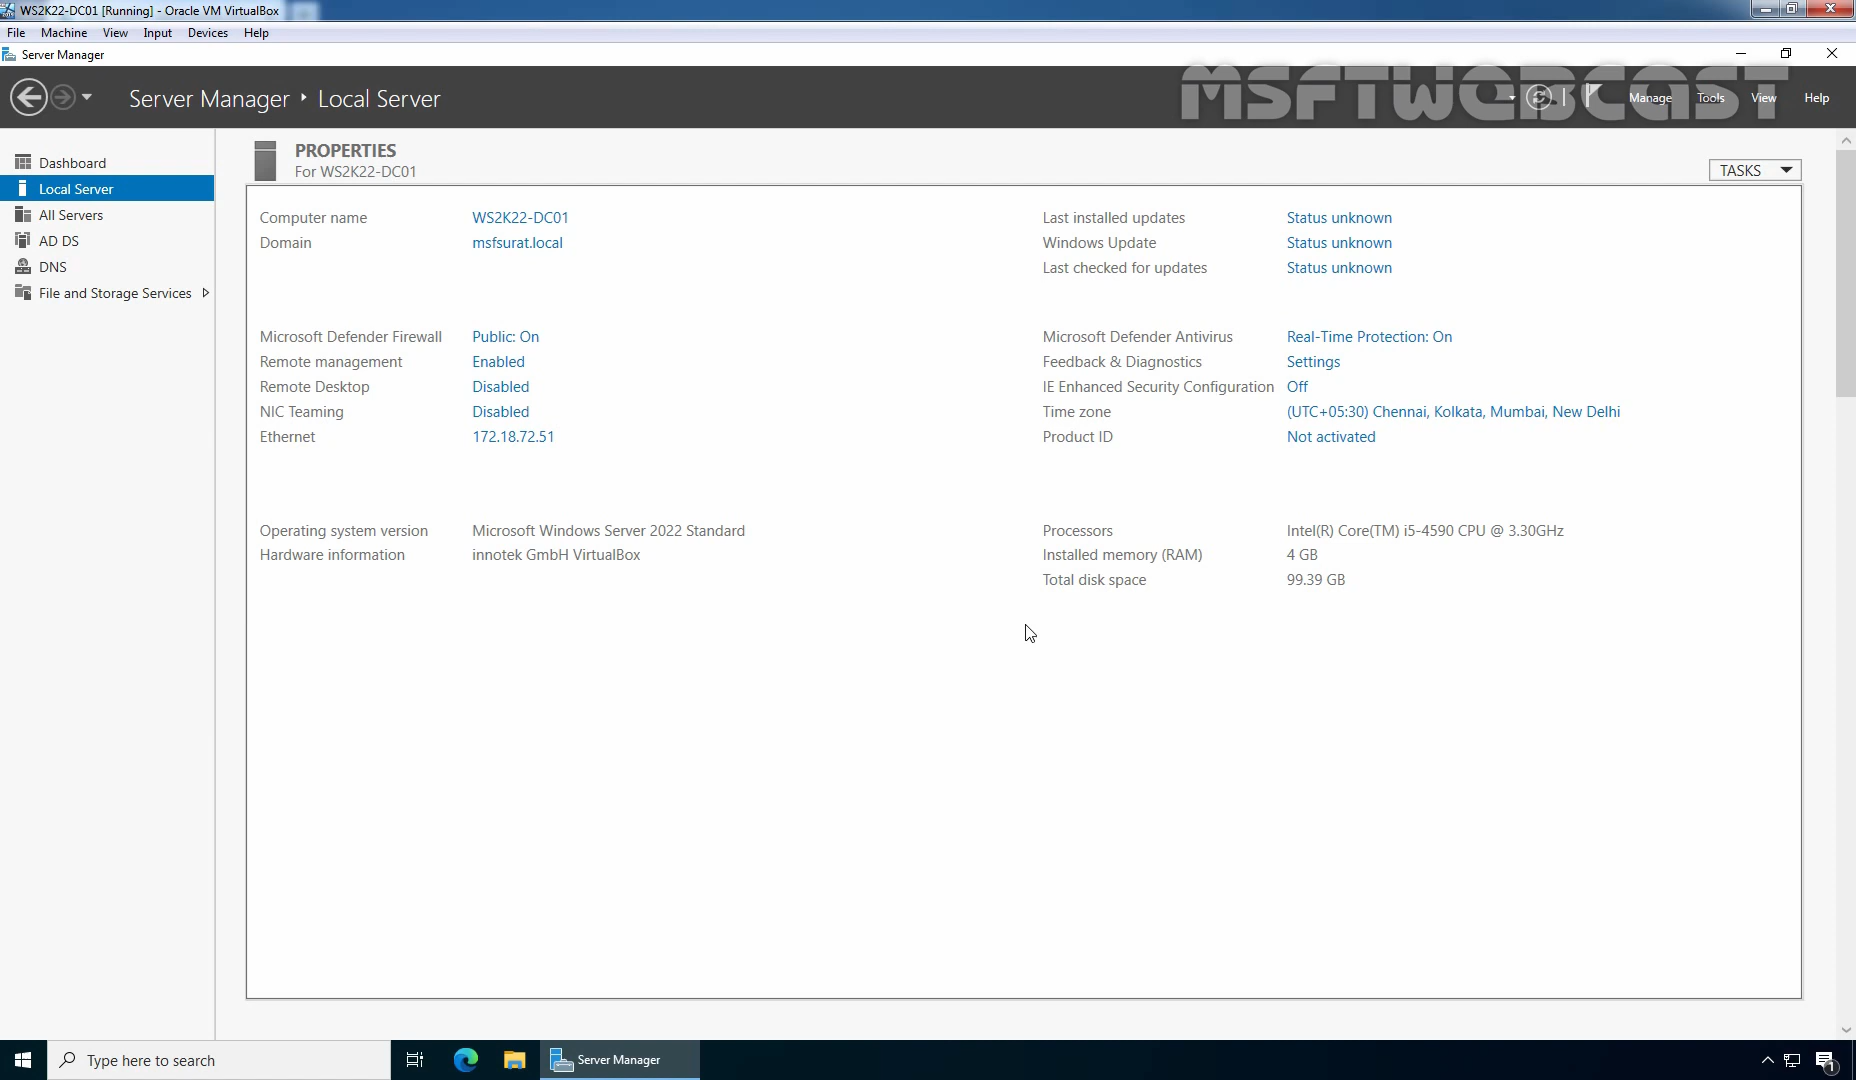 WS2K22-DC01 [Running] - Oracle VM VirtualBox
File Machine View Input Devices Help
Server Manager
Server Manager Local Server
MSFTWEBCAST
Manage Tools View Help
Dashboard
Local Server
All Servers
AD DS
DNS
File and Storage Services
PROPERTIES
For WS2K22-DC01
TASKS
Computer name WS2K22-DC01
Domain msfsurat.local
Last installed updates Status unknown
Windows Update Status unknown
Last checked for updates Status unknown
Microsoft Defender Firewall Public: On
Remote management Enabled
Remote Desktop Disabled
NIC Teaming Disabled
Ethernet 172.18.72.51
Microsoft Defender Antivirus Real-Time Protection: On
Feedback & Diagnostics Settings
IE Enhanced Security Configuration Off
Time zone (UTC+05:30) Chennai, Kolkata, Mumbai, New Delhi
Product ID Not activated
Operating system version Microsoft Windows Server 2022 Standard
Hardware information innotek GmbH VirtualBox
Processors Intel(R) Core(TM) i5-4590 CPU @ 3.30GHz
Installed memory (RAM) 4 GB
Total disk space 99.39 GB
Type here to search
Server Manager
1